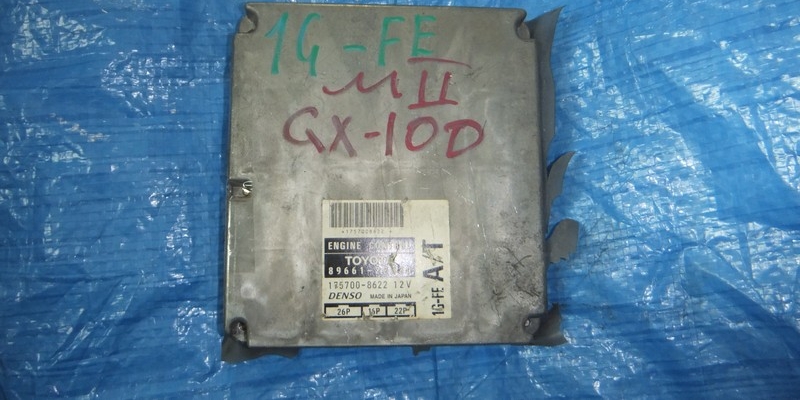 1G-FE
MII
GX-100
ENGINE
TOYOTA
89661-
175700-8622 12V
DENSO MADE IN JAPAN
26P 16P 22P
1G-FE A/T